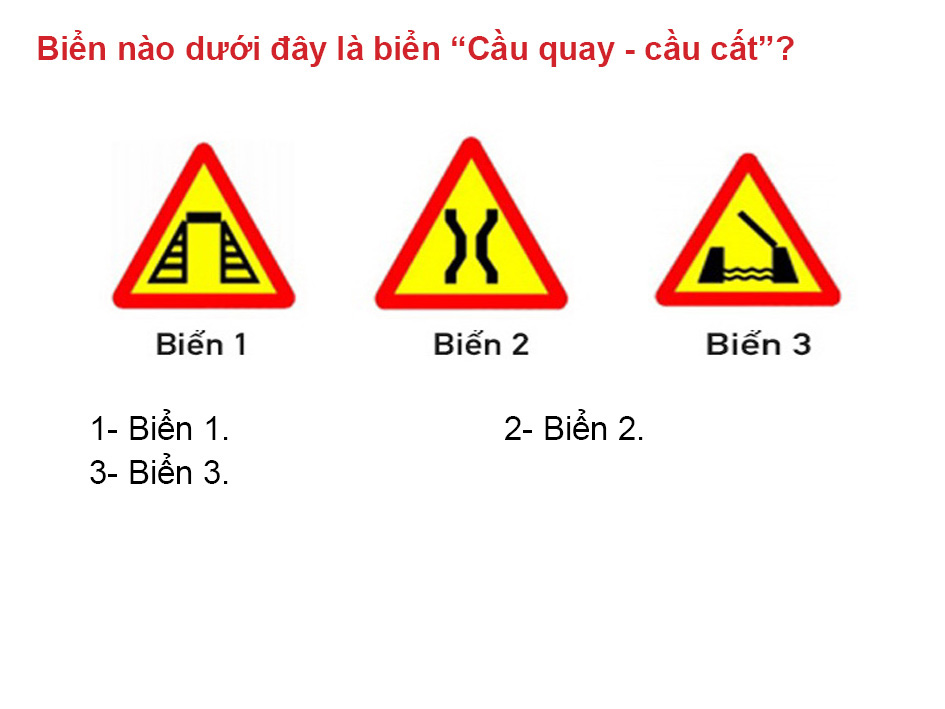 Biển nào dưới đây là biển “Cầu quay - cầu cất”?
Biển 1
Biển 2
Biển 3
1- Biển 1.
2- Biển 2.
3- Biển 3.